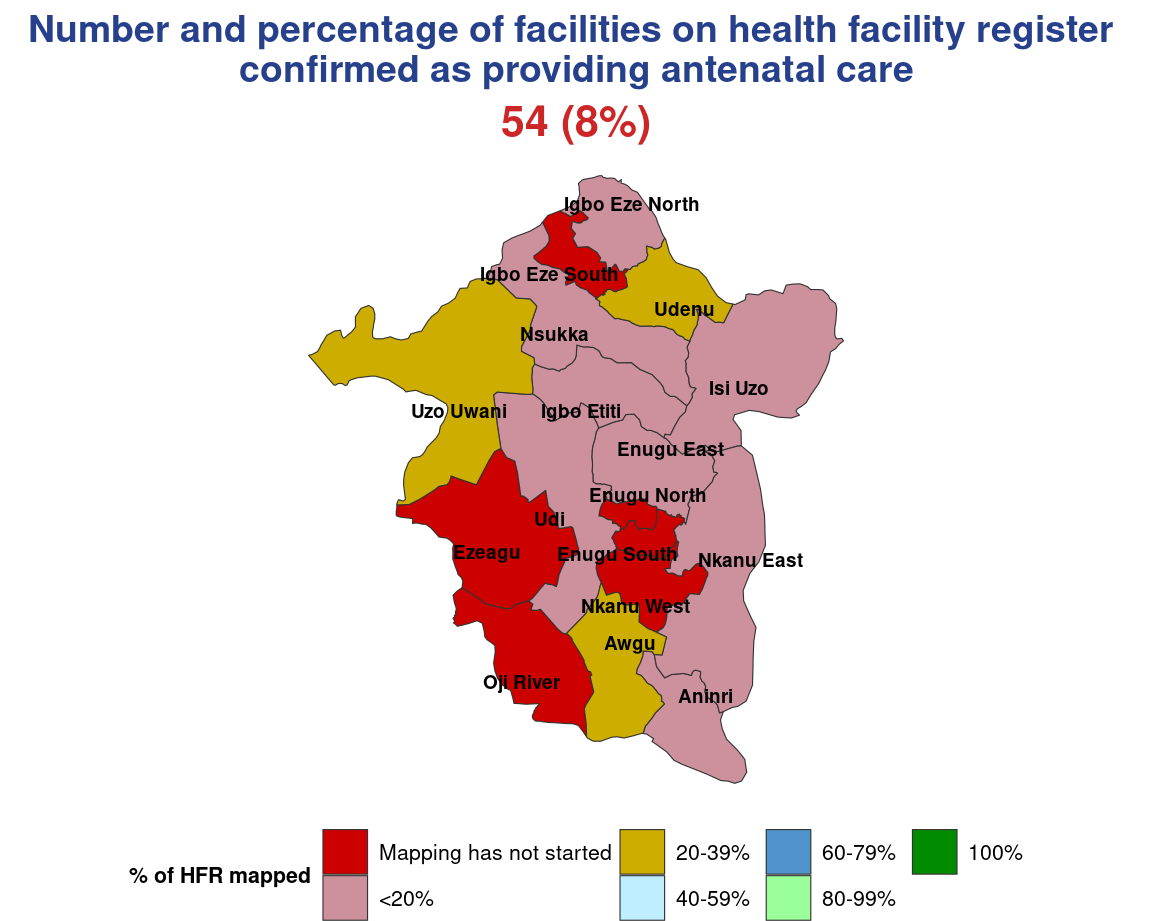 Number and percentage of facilities on health facility register
confirmed as providing antenatal care
54 (8%)
Igbo Eze North
Igbo Eze South
Udenu
Nsukka
Isi Uzo
Uzo Uwani
Igbo Etiti
Enugu East
Enugu North
Udi
Ezeagu
Enugu South
Nkanu East
Nkanu West
Awgu
Oji River
Aninri
% of HFR mapped
Mapping has not started
<20%
20-39%
40-59%
60-79%
80-99%
100%